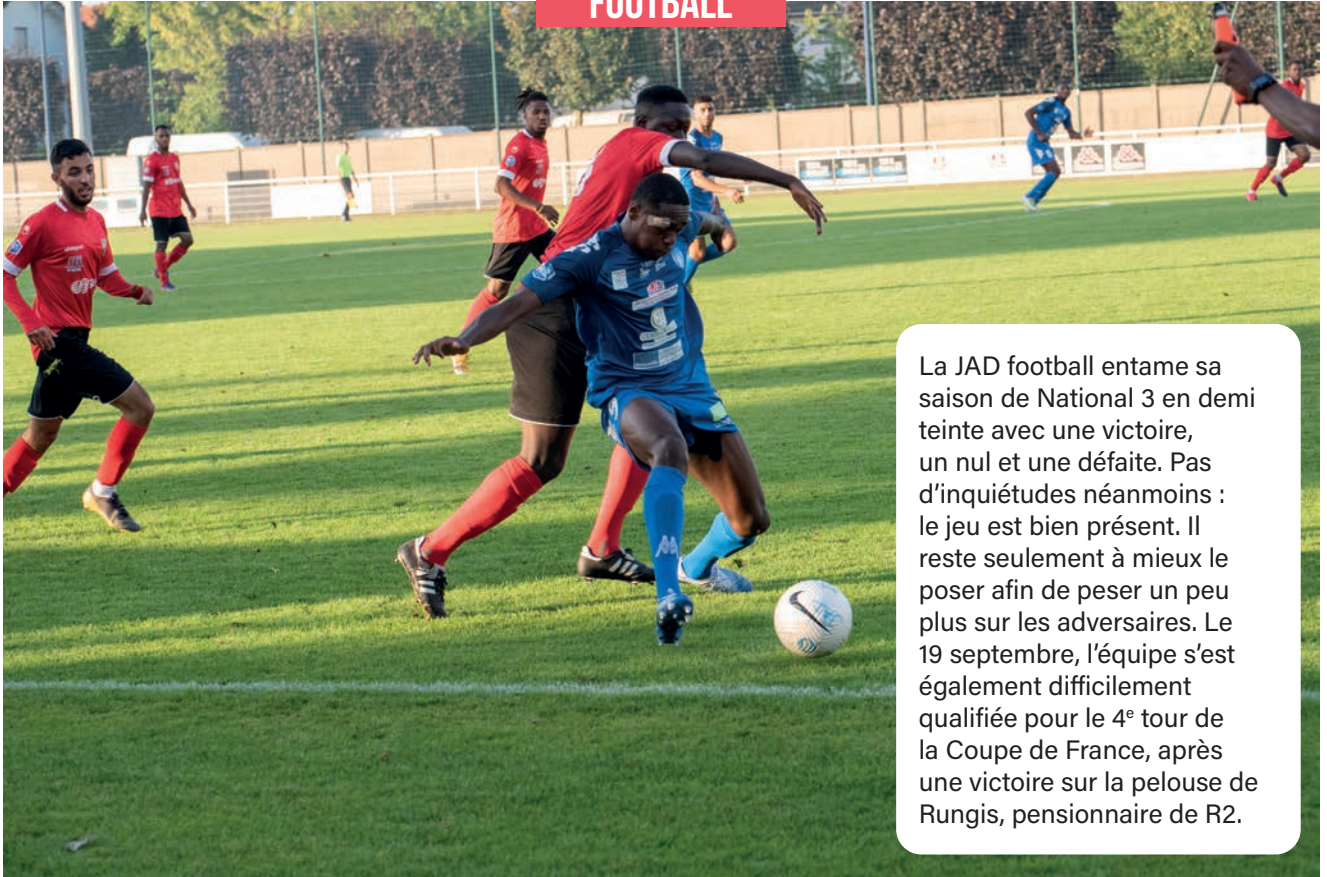 FOOTBALL
La JAD football entame sa
saison de National 3 en demi
teinte avec une victoire,
un nul et une défaite. Pas
d’inquiétudes néanmoins :
le jeu est bien présent. Il
reste seulement à mieux le
poser afin de peser un peu
plus sur les adversaires. Le
19 septembre, l’équipe s’est
également difficilement
qualifiée pour le 4e tour de
la Coupe de France, après
une victoire sur la pelouse de
Rungis, pensionnaire de R2.